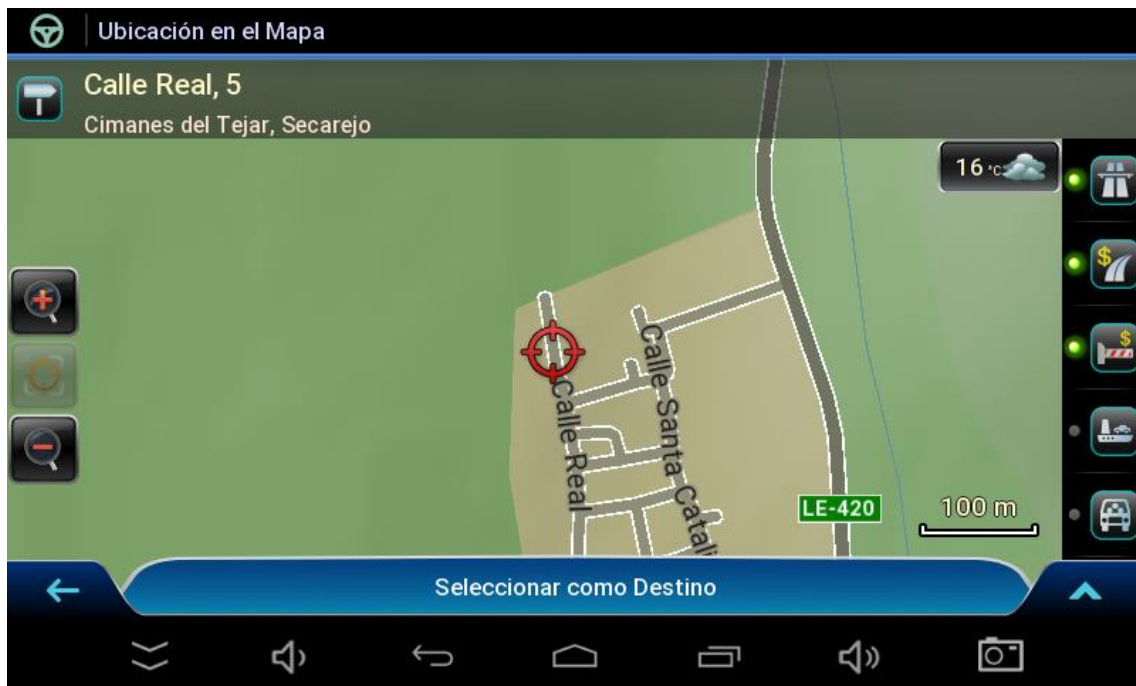 Ubicación en el Mapa
Calle Real, 5
Cimanes del Tejar, Secarejo
16 °C
$
$
Calle Real
Calle Santa Catali
LE-420
100 m
Seleccionar como Destino